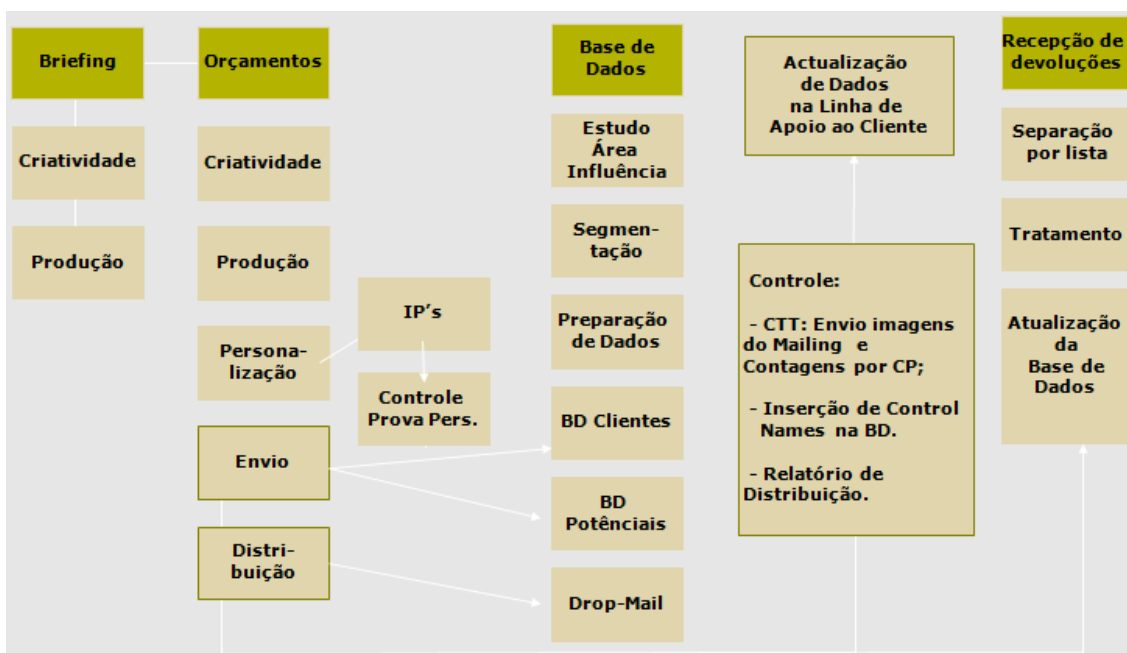 Briefing
Criatividade
Produção
Orçamentos
Criatividade
Produção
Persona-
lização
Envio
Distri-
buição
IP’s
Controle
Prova Pers.
Base de
Dados
Estudo
Área
Influência
Segmen-
tação
Preparação
de Dados
BD Clientes
BD
Potênciais
Drop-Mail
Actualização
de Dados
na Linha de
Apoio ao Cliente
Controle:
- CTT: Envio imagens
do Mailing e
Contagens por CP;
- Inserção de Control
Names na BD.
- Relatório de
Distribuição.
Recepção de
devoluções
Separação
por lista
Tratamento
Atualização
da
Base de
Dados